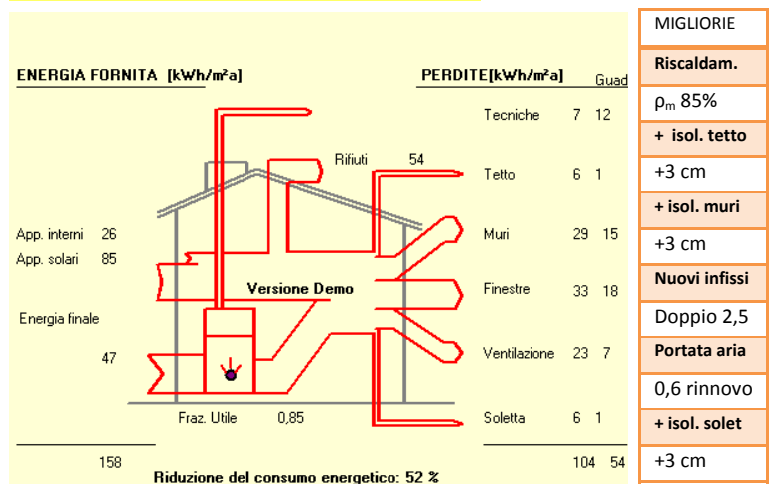 ENERGIA FORNITA [kWh/m²a]
PERDITE[kWh/m²a] Guad
Tecniche 7 12
Rifiuti 54
Tetto 6 1
App. interni 26
Muri 29 15
App. solari 85
Versione Demo
Finestre 33 18
Energia finale
47
Ventilazione 23 7
Fraz. Utile 0,85
Soletta 6 1
158
104 54
Riduzione del consumo energetico: 52 %
MIGLIORIE
Riscaldam.
ρm 85%
+ isol. tetto
+3 cm
+ isol. muri
+3 cm
Nuovi infissi
Doppio 2,5
Portata aria
0,6 rinnovo
+ isol. solet
+3 cm